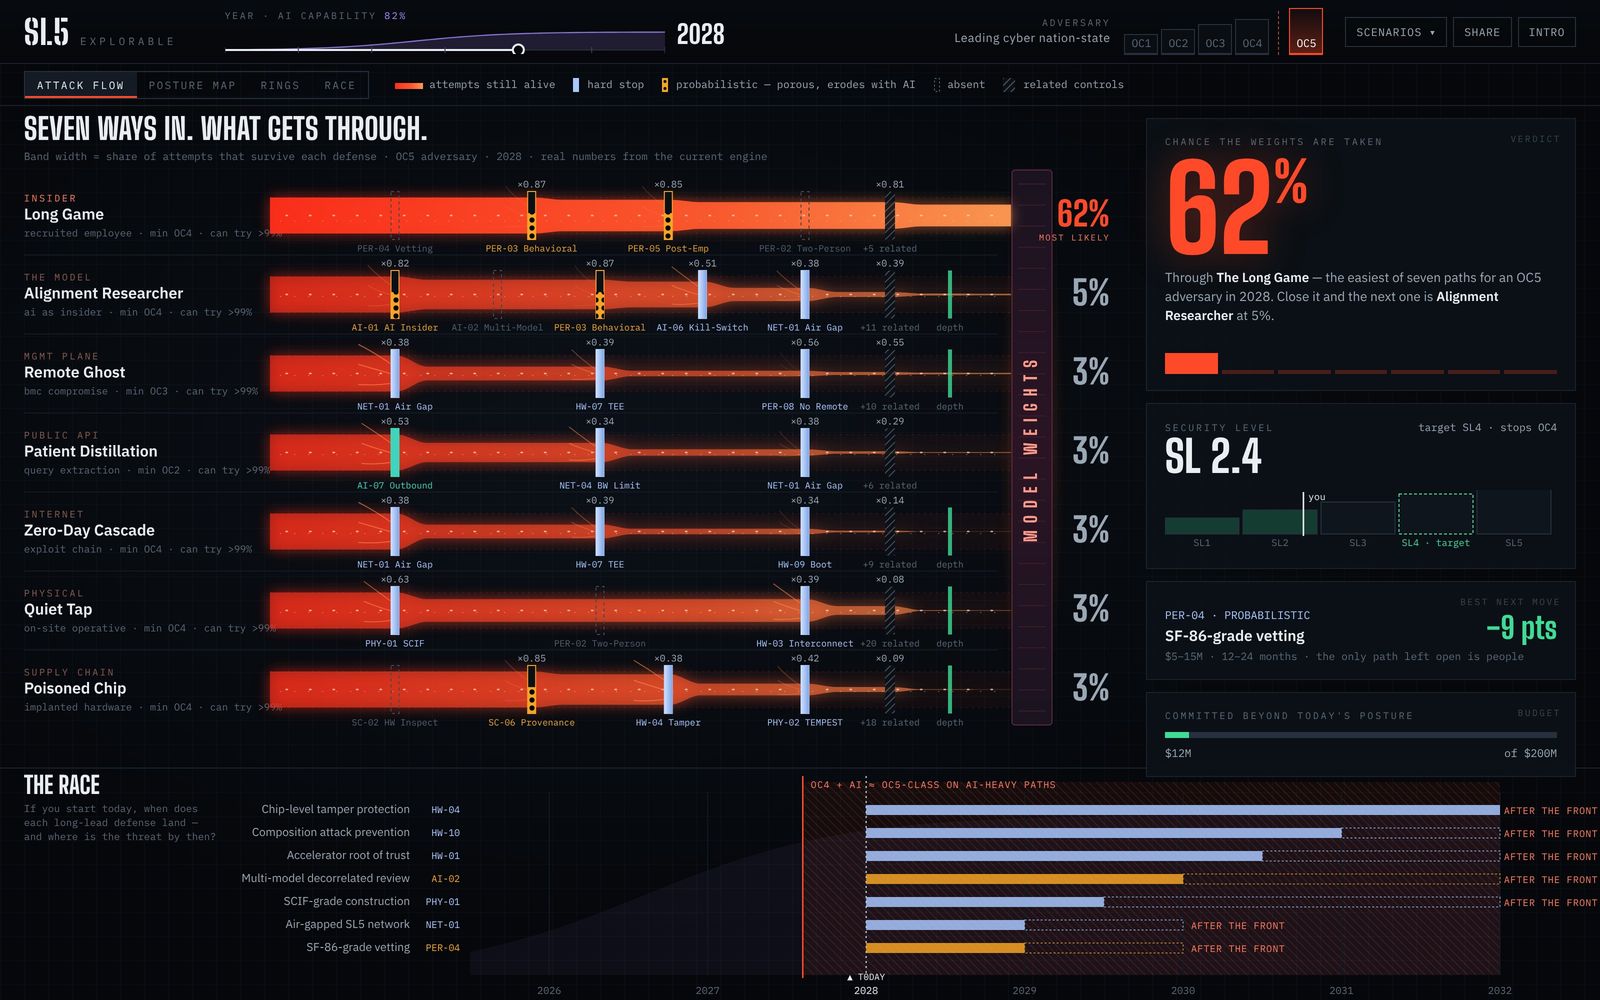 SL5 EXPLORABLE
YEAR · AI CAPABILITY 82%
2028
ADVERSARY
Leading cyber nation-state
OC1 OC2 OC3 OC4 OC5
SCENARIOS ▾ SHARE INTRO
ATTACK FLOW POSTURE MAP RINGS RACE
attempts still alive hard stop probabilistic — porous, erodes with AI absent related controls
SEVEN WAYS IN. WHAT GETS THROUGH.
Band width = share of attempts that survive each defense · OC5 adversary · 2028 · real numbers from the current engine
INSIDER
Long Game
recruited employee · min OC4 · can try >99%
×0.87 ×0.85 ×0.81
PER-04 Vetting PER-03 Behavioral PER-05 Post-Emp PER-02 Two-Person +5 related
62%
MOST LIKELY
THE MODEL
Alignment Researcher
ai as insider · min OC4 · can try >99%
×0.82 ×0.87 ×0.51 ×0.38 ×0.39
AI-01 AI Insider AI-02 Multi-Model PER-03 Behavioral AI-06 Kill-Switch NET-01 Air Gap +11 related depth
5%
MGMT PLANE
Remote Ghost
bmc compromise · min OC3 · can try >99%
×0.38 ×0.39 ×0.56 ×0.55
NET-01 Air Gap HW-07 TEE PER-08 No Remote +10 related depth
3%
PUBLIC API
Patient Distillation
query extraction · min OC2 · can try >99%
×0.53 ×0.34 ×0.38 ×0.29
AI-07 Outbound NET-04 BW Limit NET-01 Air Gap +6 related
3%
INTERNET
Zero-Day Cascade
exploit chain · min OC4 · can try >99%
×0.38 ×0.39 ×0.34 ×0.14
NET-01 Air Gap HW-07 TEE HW-09 Boot +9 related depth
3%
PHYSICAL
Quiet Tap
on-site operative · min OC4 · can try >99%
×0.63 ×0.39 ×0.08
PHY-01 SCIF PER-02 Two-Person HW-03 Interconnect +20 related depth
3%
SUPPLY CHAIN
Poisoned Chip
implanted hardware · min OC4 · can try >99%
×0.85 ×0.38 ×0.42 ×0.09
SC-02 HW Inspect SC-06 Provenance HW-04 Tamper PHY-02 TEMPEST +18 related depth
3%
MODEL WEIGHTS
CHANCE THE WEIGHTS ARE TAKEN VERDICT
62%
Through The Long Game — the easiest of seven paths for an OC5
adversary in 2028. Close it and the next one is Alignment
Researcher at 5%.
SECURITY LEVEL target SL4 · stops OC4
SL 2.4
you
SL1 SL2 SL3 SL4 · target SL5
BEST NEXT MOVE
PER-04 · PROBABILISTIC
SF-86-grade vetting −9 pts
$5–15M · 12–24 months · the only path left open is people
COMMITTED BEYOND TODAY'S POSTURE BUDGET
$12M of $200M
THE RACE
If you start today, when does
each long-lead defense land —
and where is the threat by then?
OC4 + AI ≈ OC5-CLASS ON AI-HEAVY PATHS
Chip-level tamper protection HW-04 AFTER THE FRONT
Composition attack prevention HW-10 AFTER THE FRONT
Accelerator root of trust HW-01 AFTER THE FRONT
Multi-model decorrelated review AI-02 AFTER THE FRONT
SCIF-grade construction PHY-01 AFTER THE FRONT
Air-gapped SL5 network NET-01 AFTER THE FRONT
SF-86-grade vetting PER-04 AFTER THE FRONT
▲ TODAY
2026 2027 2028 2029 2030 2031 2032